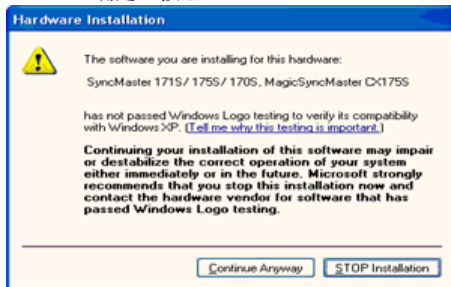 Hardware Installation
The software you are installing for this hardware:
SyncMaster 171S/ 175S/ 170S, MagicSyncMaster CX175S
has not passed Windows Logo testing to verify its compatibility
with Windows XP. (Tell me why this testing is important.)
Continuing your installation of this software may impair
or destabilize the correct operation of your system
either immediately or in the future. Microsoft strongly
recommends that you stop this installation now and
contact the hardware vendor for software that has
passed Windows Logo testing.
Continue Anyway
STOP Installation